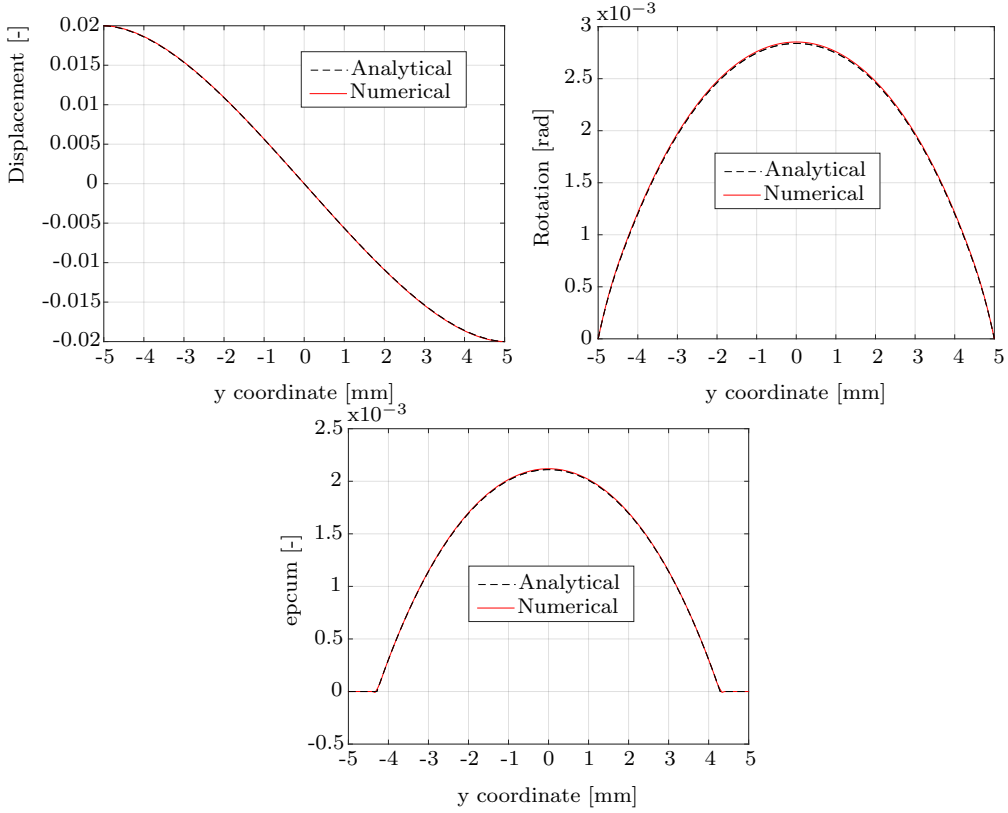 0.02
0.015
0.01
0.005
0
-0.005
-0.01
-0.015
-0.02
Displacement [-]
Analytical
Numerical
-5 -4 -3 -2 -1 0 1 2 3 4 5
y coordinate [mm]
x10⁻³
3
2.5
2
1.5
1
0.5
0
Rotation [rad]
Analytical
Numerical
-5 -4 -3 -2 -1 0 1 2 3 4 5
y coordinate [mm]
x10⁻³
2.5
2
1.5
1
0.5
0
-0.5
epcum [-]
Analytical
Numerical
-5 -4 -3 -2 -1 0 1 2 3 4 5
y coordinate [mm]